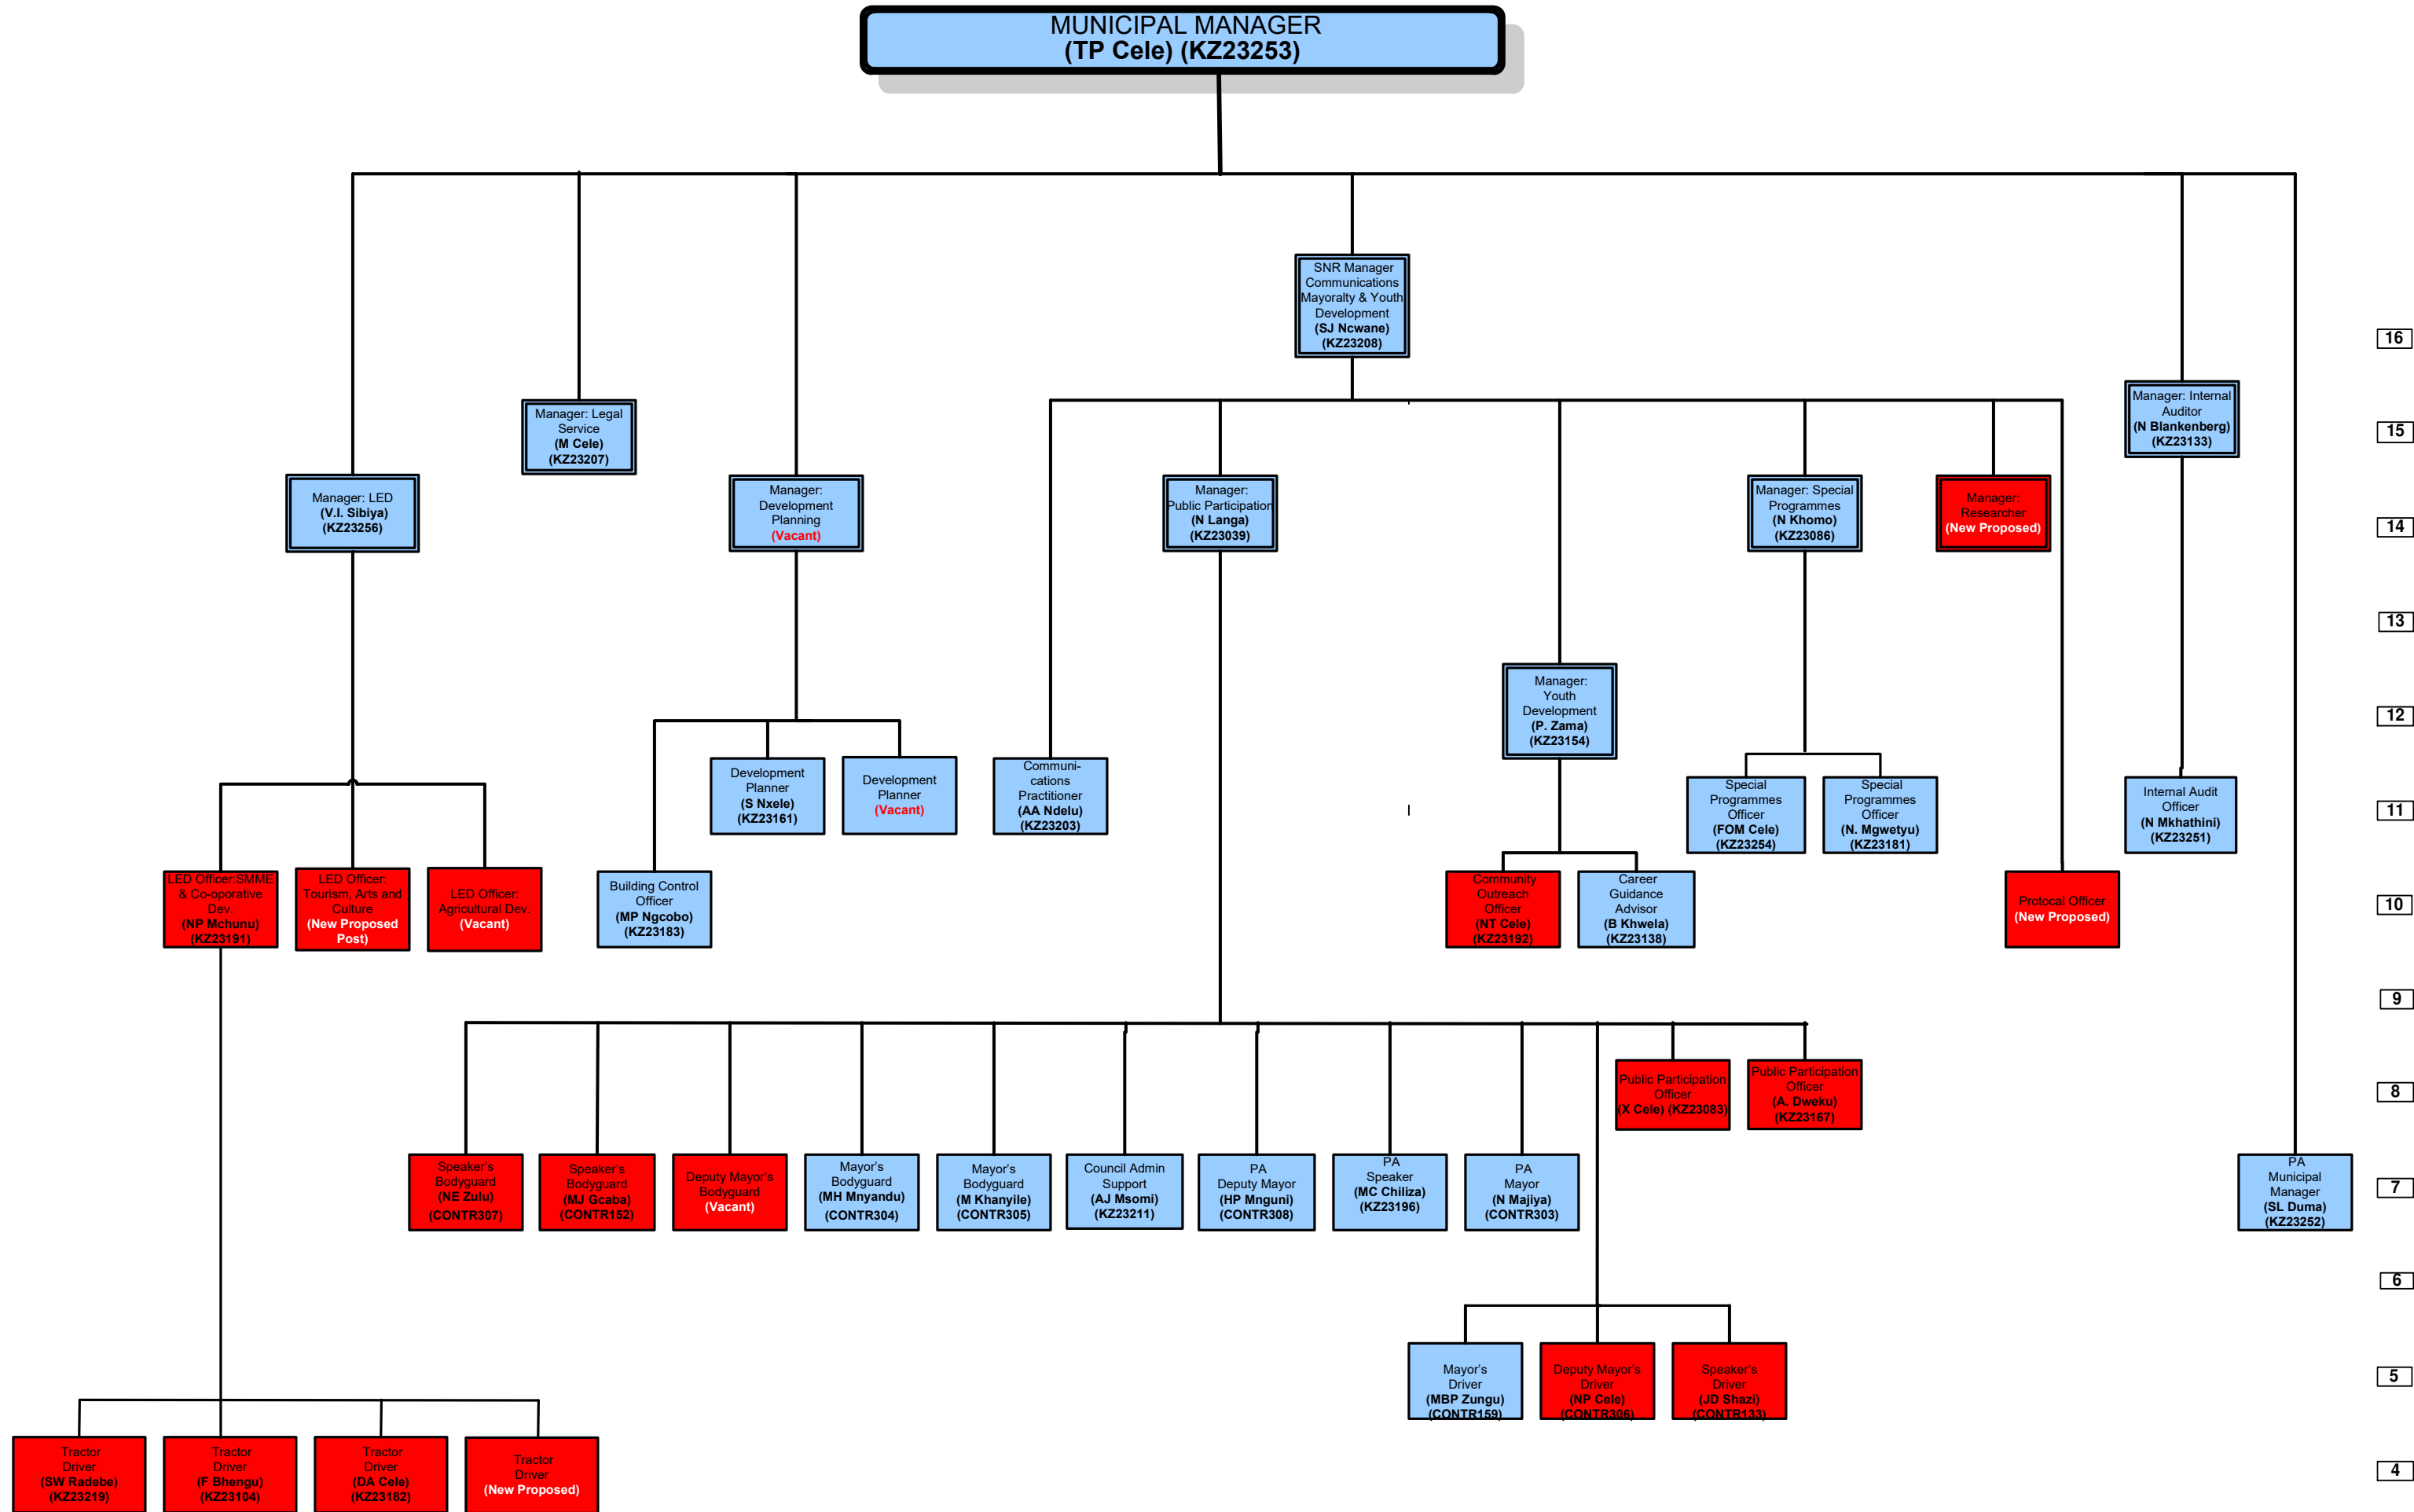 MUNICIPAL MANAGER
(TP Cele) (KZ23253)
SNR Manager
Communications
Mayoralty & Youth
Development
(SJ Ncwane)
(KZ23208)
16
Manager: Legal
Service
(M Cele)
(KZ23207)
Manager: Internal
Auditor
(N Blankenberg)
(KZ23133)
15
Manager: LED
(V.I. Sibiya)
(KZ23256)
Manager:
Development
Planning
(Vacant)
Manager:
Public Participation
(N Langa)
(KZ23039)
Manager: Special
Programmes
(N Khomo)
(KZ23086)
Manager:
Researcher
(New Proposed)
14
13
Manager:
Youth
Development
(P. Zama)
(KZ23154)
12
Development
Planner
(S Nxele)
(KZ23161)
Development
Planner
(Vacant)
Communi-
cations
Practitioner
(AA Ndelu)
(KZ23203)
Special
Programmes
Officer
(FOM Cele)
(KZ23254)
Special
Programmes
Officer
(N. Mgwetyu)
(KZ23181)
Internal Audit
Officer
(N Mkhathini)
(KZ23251)
11
LED Officer:SMME
& Co-oporative
Dev.
(NP Mchunu)
(KZ23191)
LED Officer:
Tourism, Arts and
Culture
(New Proposed
Post)
LED Officer:
Agricultural Dev.
(Vacant)
Building Control
Officer
(MP Ngcobo)
(KZ23183)
Community
Outreach
Officer
(NT Cele)
(KZ23192)
Career
Guidance
Advisor
(B Khwela)
(KZ23138)
Protocal Officer
(New Proposed)
10
9
Public Participation
Officer
(X Cele) (KZ23083)
Public Participation
Officer
(A. Dweku)
(KZ23167)
8
Speaker's
Bodyguard
(NE Zulu)
(CONTR307)
Speaker's
Bodyguard
(MJ Gcaba)
(CONTR152)
Deputy Mayor's
Bodyguard
(Vacant)
Mayor's
Bodyguard
(MH Mnyandu)
(CONTR304)
Mayor's
Bodyguard
(M Khanyile)
(CONTR305)
Council Admin
Support
(AJ Msomi)
(KZ23211)
PA
Deputy Mayor
(HP Mnguni)
(CONTR308)
PA
Speaker
(MC Chiliza)
(KZ23196)
PA
Mayor
(N Majiya)
(CONTR303)
PA
Municipal
Manager
(SL Duma)
(KZ23252)
7
6
Mayor's
Driver
(MBP Zungu)
(CONTR159)
Deputy Mayor's
Driver
(NP Cele)
(CONTR306)
Speaker's
Driver
(JD Shazi)
(CONTR133)
5
Tractor
Driver
(SW Radebe)
(KZ23219)
Tractor
Driver
(F Bhengu)
(KZ23104)
Tractor
Driver
(DA Cele)
(KZ23182)
Tractor
Driver
(New Proposed)
4